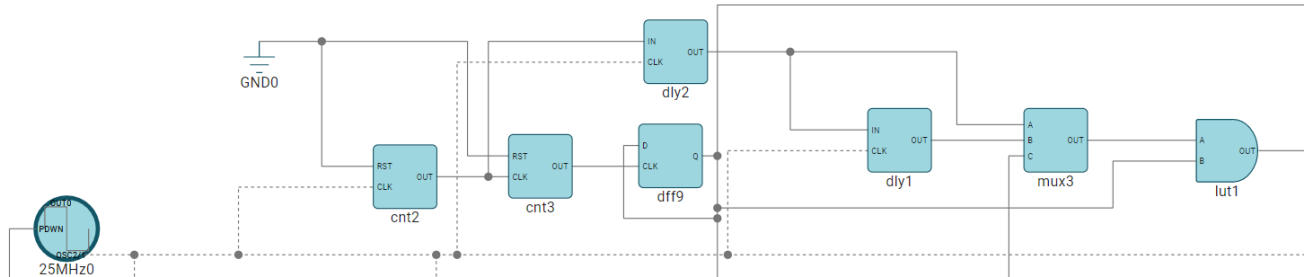 IN
OUT
CLK
dly2
GND0
RST
OUT
CLK
cnt2
RST
OUT
CLK
cnt3
D
Q
CLK
dff9
IN
OUT
CLK
dly1
A
B
OUT
C
mux3
A
B
OUT
lut1
OUT0
PDWN
25MHz0